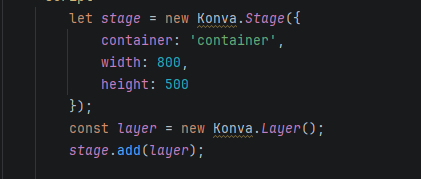 let stage = new Konva.Stage({
container: 'container',
width: 800,
height: 500
});
const layer = new Konva.Layer();
stage.add(layer);